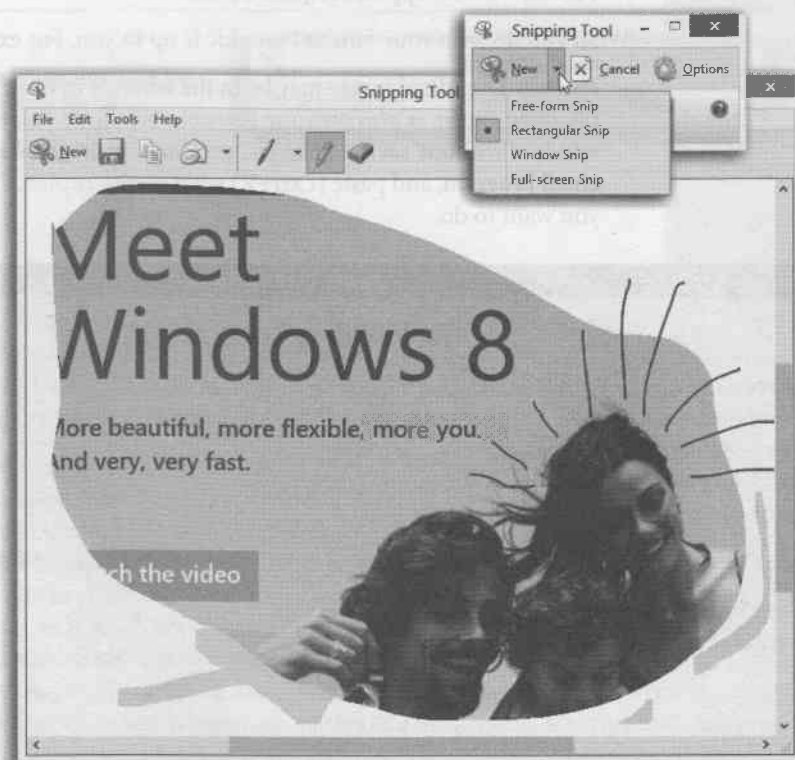 Snipping Tool
New Cancel Options
Free-form Snip
Rectangular Snip
Window Snip
Full-screen Snip
Snipping Tool
File Edit Tools Help
New
Meet
Windows 8
More beautiful, more flexible, more you.
And very, very fast.
ch the video